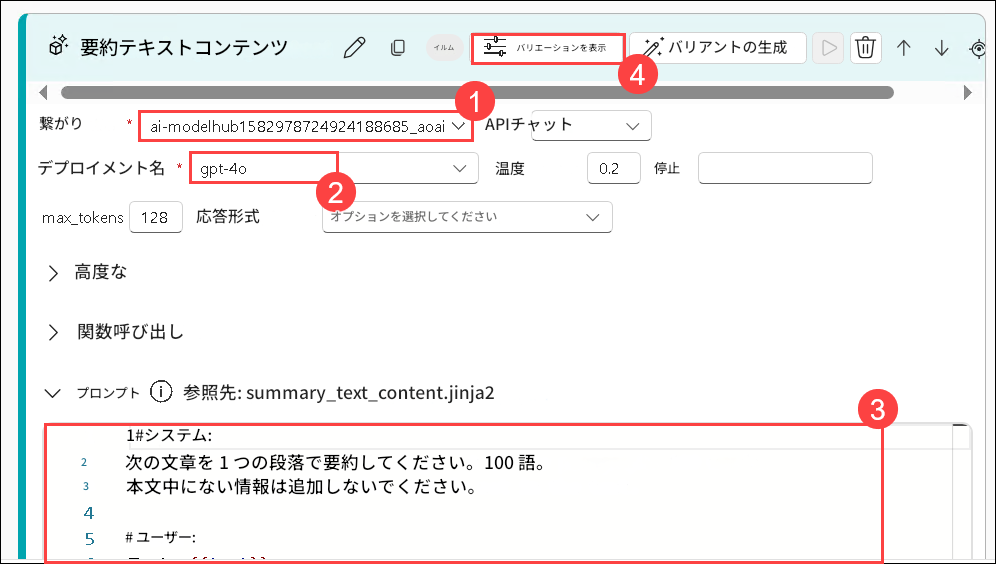 要約テキストコンテンツ イルム バリエーションを表示 バリアントの生成
4
1
繋がり * ai-modelhub1582978724924188685_aoai APIチャット
デプロイメント名 * gpt-4o 温度 0.2 停止
2
max_tokens 128 応答形式 オプションを選択してください
高度な
関数呼び出し
プロンプト 参照先: summary_text_content.jinja2
3
1#システム:
2 次の文章を 1 つの段落で要約してください。100 語。
3 本文中にない情報は追加しないでください。
4
5 # ユーザー: